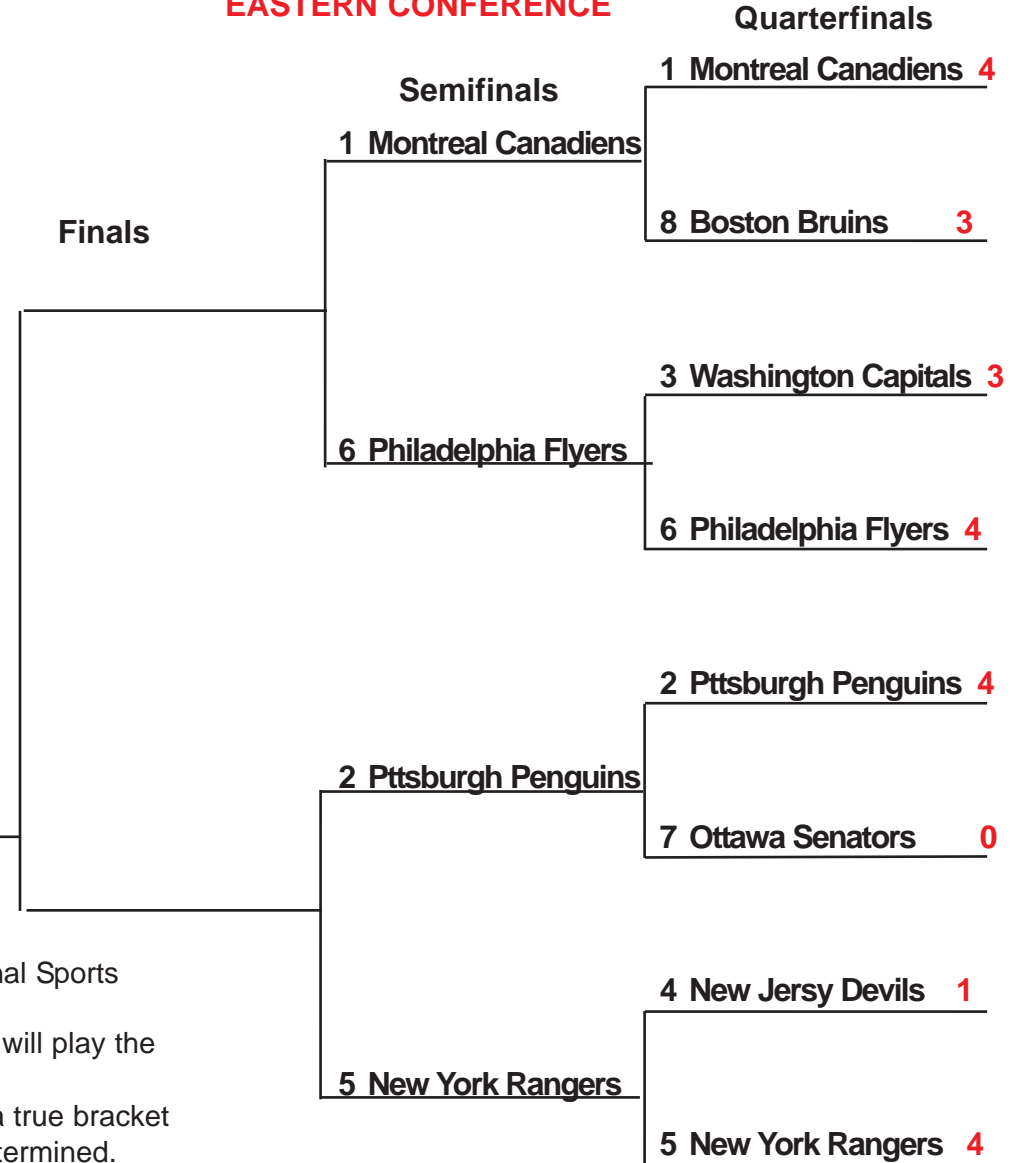 EASTERN CONFERENCE
Quarterfinals
1 Montreal Canadiens 4
Semifinals
1 Montreal Canadiens
8 Boston Bruins 3
Finals
3 Washington Capitals 3
6 Philadelphia Flyers
6 Philadelphia Flyers 4
2 Pttsburgh Penguins 4
2 Pttsburgh Penguins
7 Ottawa Senators 0
4 New Jersy Devils 1
5 New York Rangers
5 New York Rangers 4
nal Sports
will play the
a true bracket
termined.